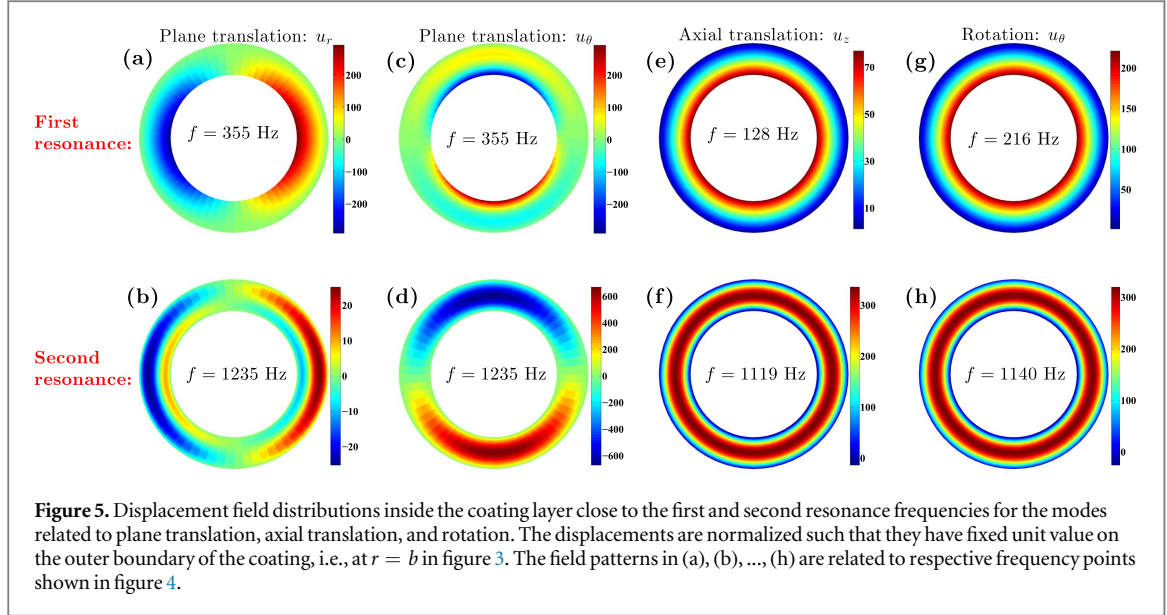 Plane translation: u_r
Plane translation: u_θ
Axial translation: u_z
Rotation: u_θ
(a)
200
100
0
−100
−200
f = 355 Hz
(c)
200
100
0
−100
−200
f = 355 Hz
(e)
70
50
30
10
f = 128 Hz
(g)
200
150
100
50
f = 216 Hz
First
resonance:
(b)
20
10
0
−10
−20
f = 1235 Hz
(d)
600
400
200
0
−200
−400
−600
f = 1235 Hz
(f)
300
200
100
0
f = 1119 Hz
(h)
300
200
100
0
f = 1140 Hz
Second
resonance:
Figure 5. Displacement field distributions inside the coating layer close to the first and second resonance frequencies for the modes
related to plane translation, axial translation, and rotation. The displacements are normalized such that they have fixed unit value on
the outer boundary of the coating, i.e., at r = b in figure 3. The field patterns in (a), (b), ..., (h) are related to respective frequency points
shown in figure 4.